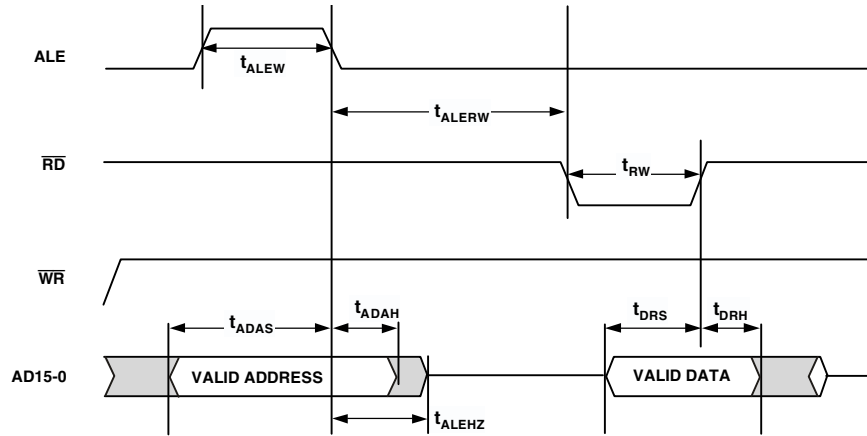 ALE
tALEW
tALERW
RD
tRW
WR
tADAS
tADAH
tDRS
tDRH
AD15-0
VALID ADDRESS
VALID DATA
tALEHZ